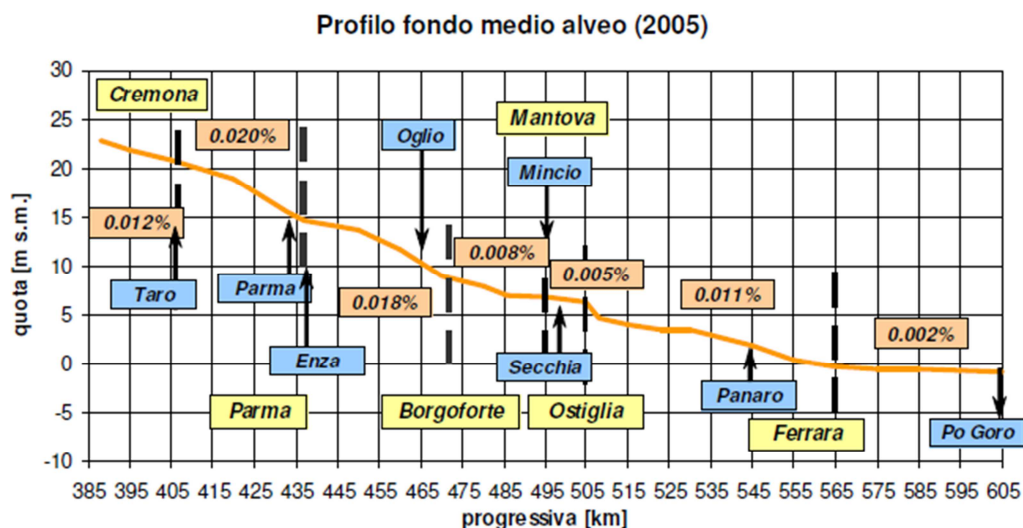 Profilo fondo medio alveo (2005)
quota [m s.m.]
30
25
20
15
10
5
0
-5
-10
Cremona
0.020%
Oglio
Mantova
Mincio
0.012%
0.008%
0.005%
Taro
Parma
0.018%
0.011%
0.002%
Enza
Secchia
Panaro
Parma
Borgoforte
Ostiglia
Ferrara
Po Goro
385 395 405 415 425 435 445 455 465 475 485 495 505 515 525 535 545 555 565 575 585 595 605
progressiva [km]